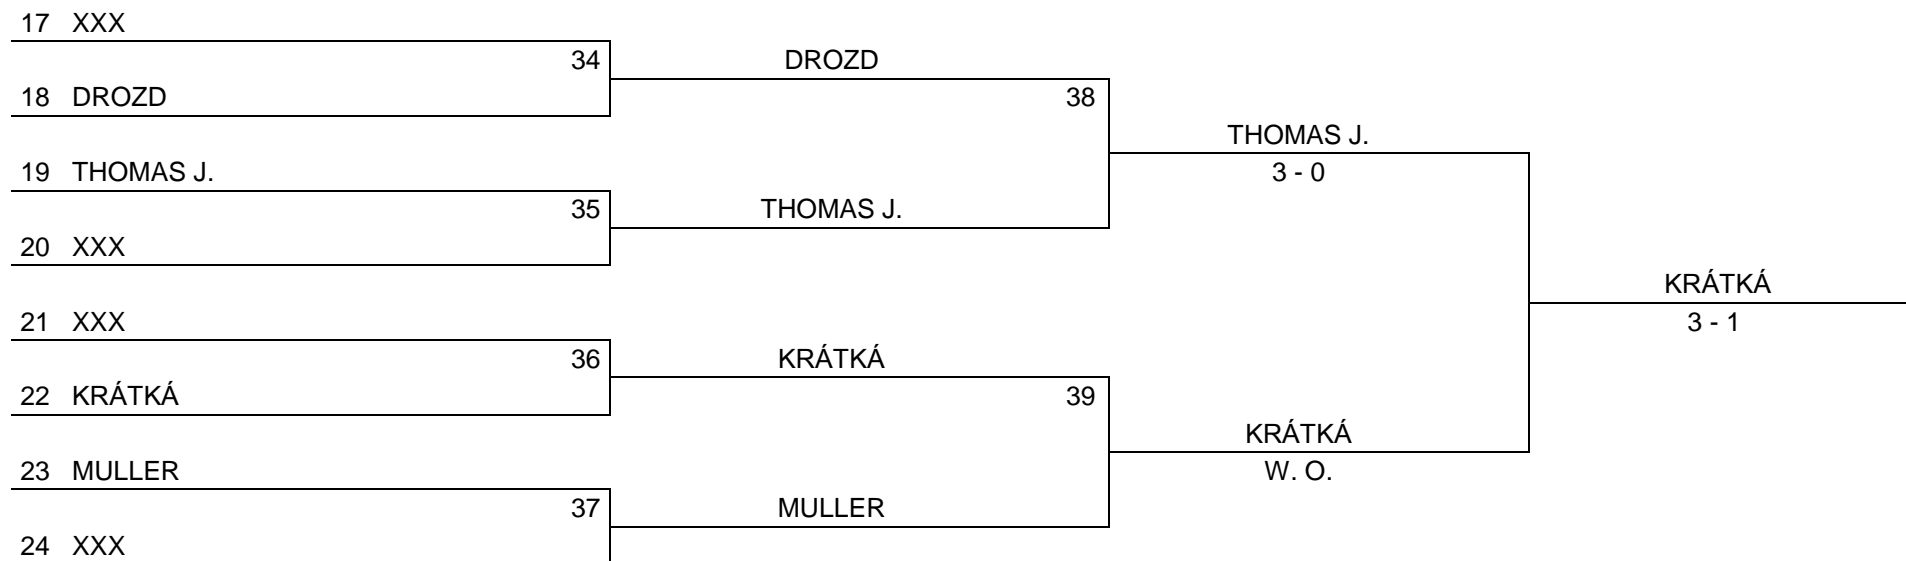 17 XXX
34 DROZD
18 DROZD
38
THOMAS J.
19 THOMAS J.
3 - 0
35 THOMAS J.
20 XXX
KRÁTKÁ
21 XXX
3 - 1
36 KRÁTKÁ
22 KRÁTKÁ
39
KRÁTKÁ
23 MULLER
W. O.
37 MULLER
24 XXX